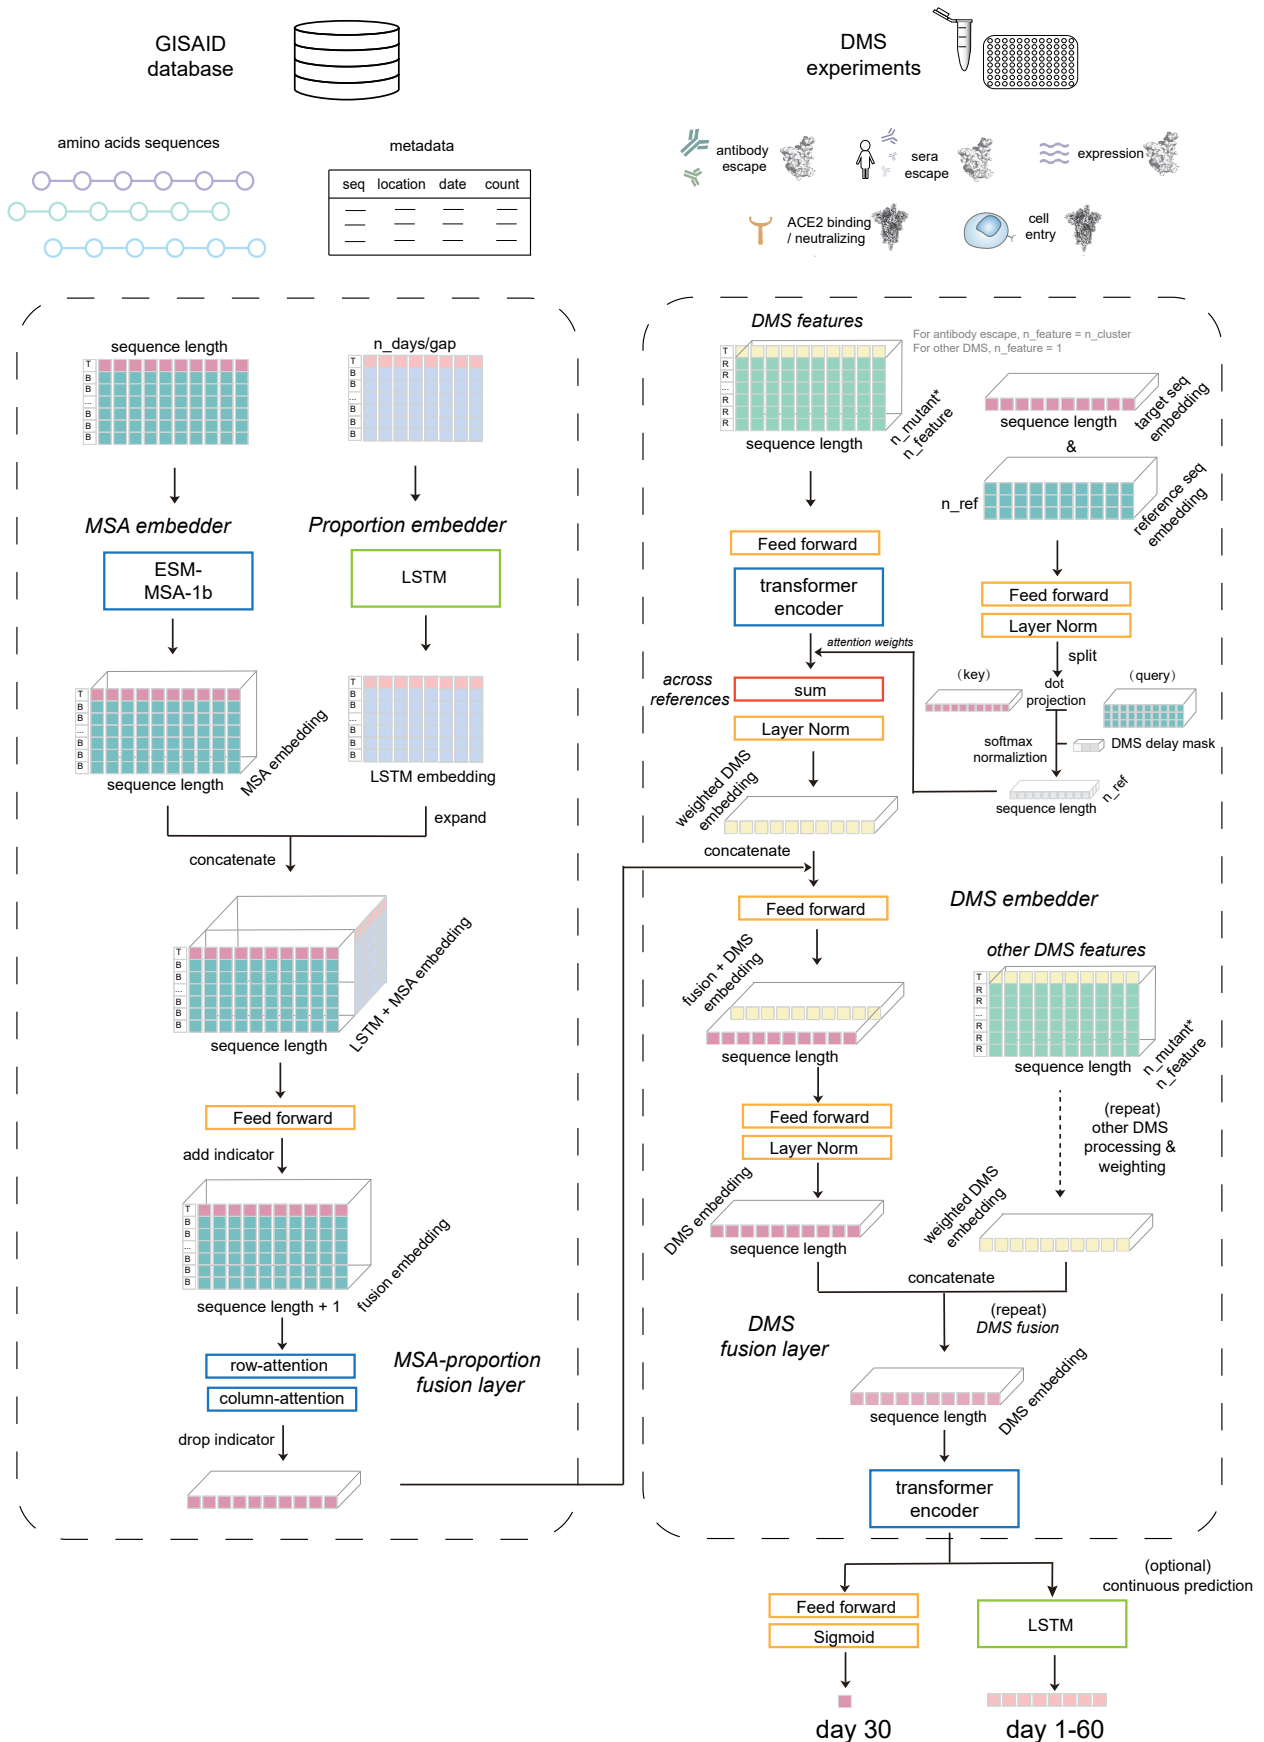 GISAID
database
amino acids sequences
metadata
seq location date count
DMS
experiments
antibody
escape
sera
escape
expression
ACE2 binding
/ neutralizing
cell
entry
sequence length
T
B
B
...
B
B
B
n_days/gap
T
B
B
...
B
B
B
MSA embedder
Proportion embedder
ESM-
MSA-1b
LSTM
T
B
B
...
B
B
B
sequence length
MSA embedding
T
B
B
...
B
B
B
LSTM embedding
expand
concatenate
T
B
B
...
B
B
B
sequence length
LSTM + MSA embedding
Feed forward
add indicator
T
B
B
...
B
B
B
sequence length + 1
fusion embedding
row-attention
column-attention
MSA-proportion
fusion layer
drop indicator
DMS features
For antibody escape, n_feature = n_cluster
For other DMS, n_feature = 1
T
R
R
...
R
R
R
sequence length
n_mutant*
n_feature
sequence length
target seq
embedding
&
n_ref
reference seq
embedding
Feed forward
transformer
encoder
Feed forward
Layer Norm
attention weights
split
(key)
dot
projection
(query)
across
references
sum
Layer Norm
softmax
normaliztion
DMS delay mask
sequence length
n_ref
weighted DMS
embedding
concatenate
Feed forward
DMS embedder
fusion + DMS
embedding
sequence length
other DMS features
T
R
R
...
R
R
R
sequence length
n_mutant*
n_feature
Feed forward
Layer Norm
(repeat)
other DMS
processing &
weighting
DMS embedding
sequence length
weighted DMS
embedding
concatenate
(repeat)
DMS fusion
DMS
fusion layer
sequence length
DMS embedding
transformer
encoder
(optional)
continuous prediction
Feed forward
Sigmoid
LSTM
day 30
day 1-60